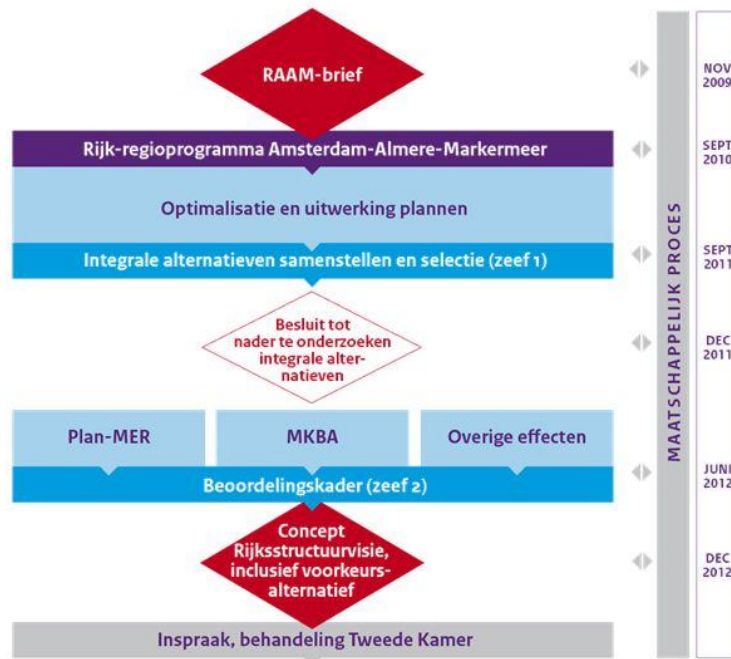 RAAM-brief
NOV
2009
Rijk-regioprogramma Amsterdam-Almere-Markermeer
SEPT
2010
Optimalisatie en uitwerking plannen
Integrale alternatieven samenstellen en selectie (zeef 1)
SEPT
2011
Besluit tot
nader te onderzoeken
integrale alter-
natieven
DEC
2011
Plan-MER
MKBA
Overige effecten
Beoordelingskader (zeef 2)
JUNI
2012
Concept
Rijksstructuurvisie,
inclusief voorkeurs-
alternatief
DEC
2012
Inspraak, behandeling Tweede Kamer
MAATSCHAPPELIJK PROCES